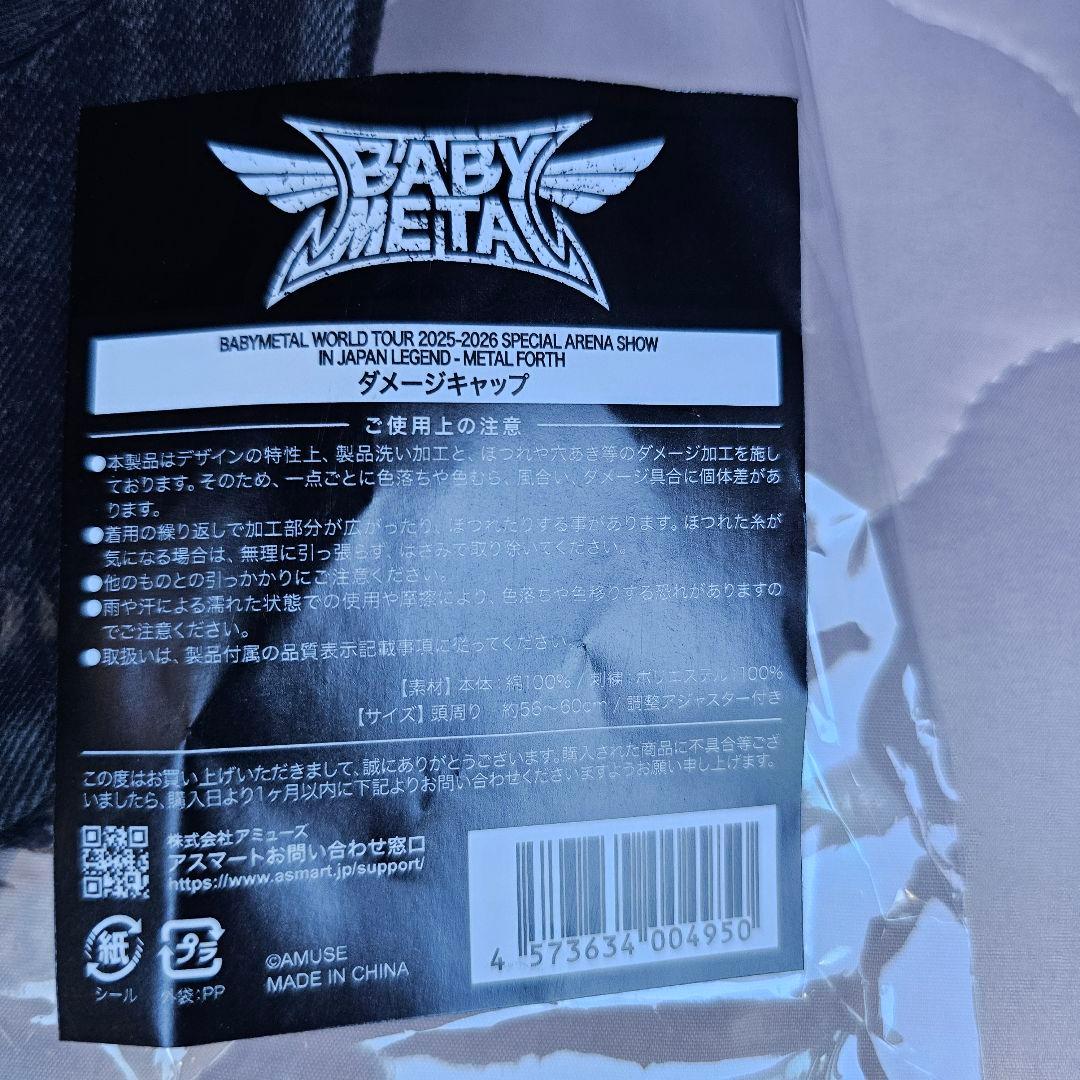 BABY
METAL
BABYMETAL WORLD TOUR 2025-2026 SPECIAL ARENA SHOW
IN JAPAN LEGEND - METAL FORTH
ダメージキャップ
ご使用上の注意
●本製品はデザインの特性上、製品洗い加工と、ほつれや穴あき等のダメージ加工を施し
ております。そのため、一点ごとに色落ちや色むら、風合い、ダメージ具合に個体差があ
ります。
●着用の繰り返しで加工部分が広がったり、ほつれたりする事があります。ほつれた糸が
気になる場合は、無理に引っ張らず、はさみで取り除いてください。
●他のものとの引っかかりにご注意ください。
●雨や汗による濡れた状態での使用や摩擦により、色落ちや色移りする恐れがありますの
でご注意ください。
●取扱いは、製品付属の品質表示記載事項に従ってください。
【素材】本体：綿100% / 刺繍：ポリエステル 100%
【サイズ】頭周り 約56～60cm / 調整アジャスター付き
この度はお買い上げいただきまして、誠にありがとうございます。購入された商品に不具合等ござ
いましたら、購入日より1ヶ月以内に下記よりお問い合わせくださいますようお願い申し上げます。
株式会社アミューズ
アスマートお問い合わせ窓口
https://www.asmart.jp/support/
紙
シール
プラ
外袋:PP
©AMUSE
MADE IN CHINA
4 573634 004950